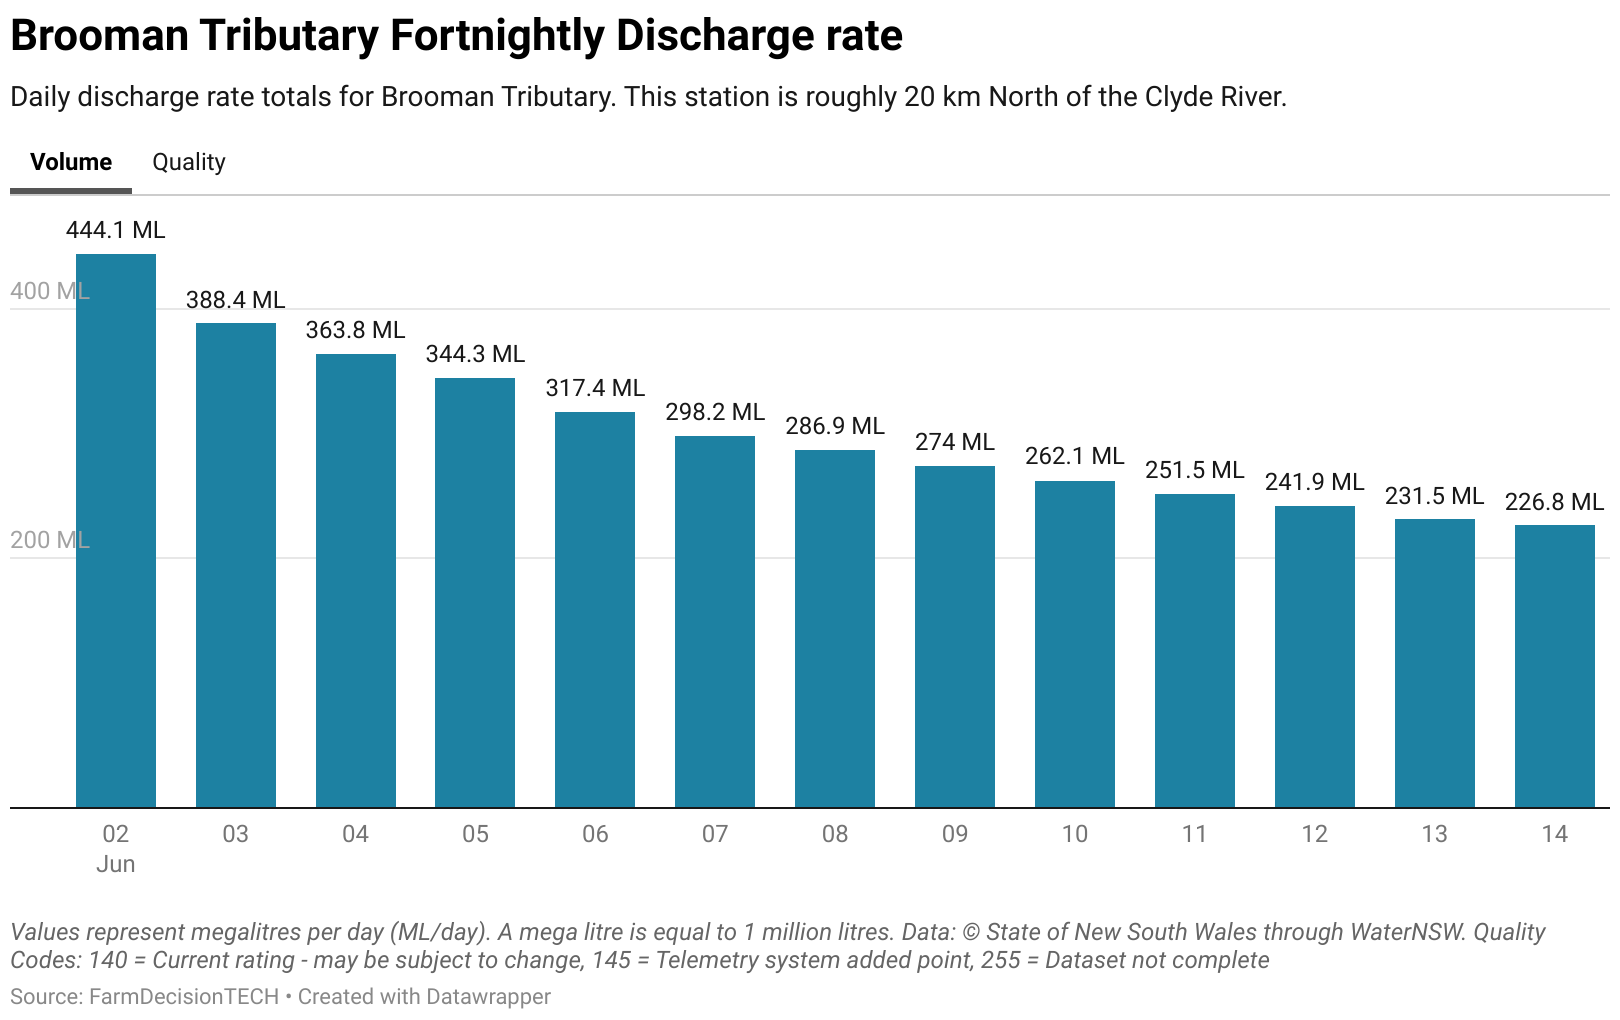 Brooman Tributary Fortnightly Discharge rate
Daily discharge rate totals for Brooman Tributary. This station is roughly 20 km North of the Clyde River.
Volume Quality
444.1 ML
400 ML
388.4 ML
363.8 ML
344.3 ML
317.4 ML
298.2 ML
286.9 ML
274 ML
262.1 ML
251.5 ML
241.9 ML
231.5 ML
226.8 ML
200 ML
02 03 04 05 06 07 08 09 10 11 12 13 14
Jun
Values represent megalitres per day (ML/day). A mega litre is equal to 1 million litres. Data: © State of New South Wales through WaterNSW. Quality
Codes: 140 = Current rating - may be subject to change, 145 = Telemetry system added point, 255 = Dataset not complete
Source: FarmDecisionTECH • Created with Datawrapper